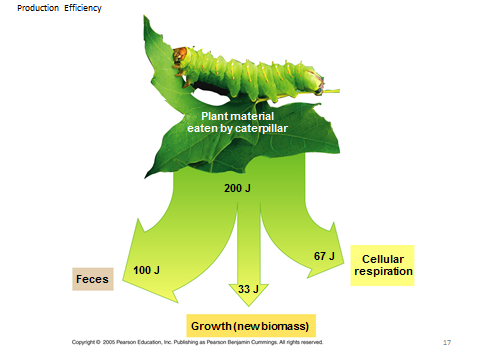 Production Efficiency
Plant material
eaten by caterpillar
200 J
67 J
Cellular
respiration
100 J
Feces
33 J
Growth (new biomass)
Copyright © 2005 Pearson Education, Inc. Publishing as Pearson Benjamin Cummings. All rights reserved.
17